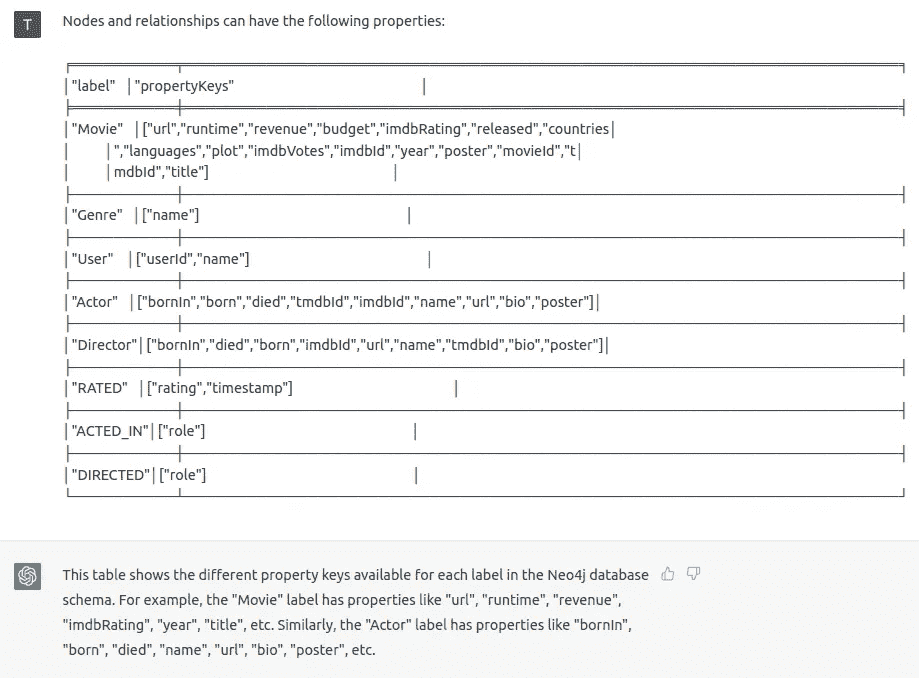 T
Nodes and relationships can have the following properties:
"label" │"propertyKeys" │
│"Movie" │["url","runtime","revenue","budget","imdbRating","released","countries│
│ │","languages","plot","imdbVotes","imdbId","year","poster","movieId","t│
│ │mdbId","title"] │
│"Genre" │["name"] │
│"User" │["userId","name"] │
│"Actor" │["bornIn","born","died","tmdbId","imdbId","name","url","bio","poster"]│
│"Director"│["bornIn","died","born","imdbId","url","name","tmdbId","bio","poster"]│
│"RATED" │["rating","timestamp"] │
│"ACTED_IN"│["role"] │
│"DIRECTED"│["role"] │
This table shows the different property keys available for each label in the Neo4j database
schema. For example, the "Movie" label has properties like "url", "runtime", "revenue",
"imdbRating", "year", "title", etc. Similarly, the "Actor" label has properties like "bornIn",
"born", "died", "name", "url", "bio", "poster", etc.